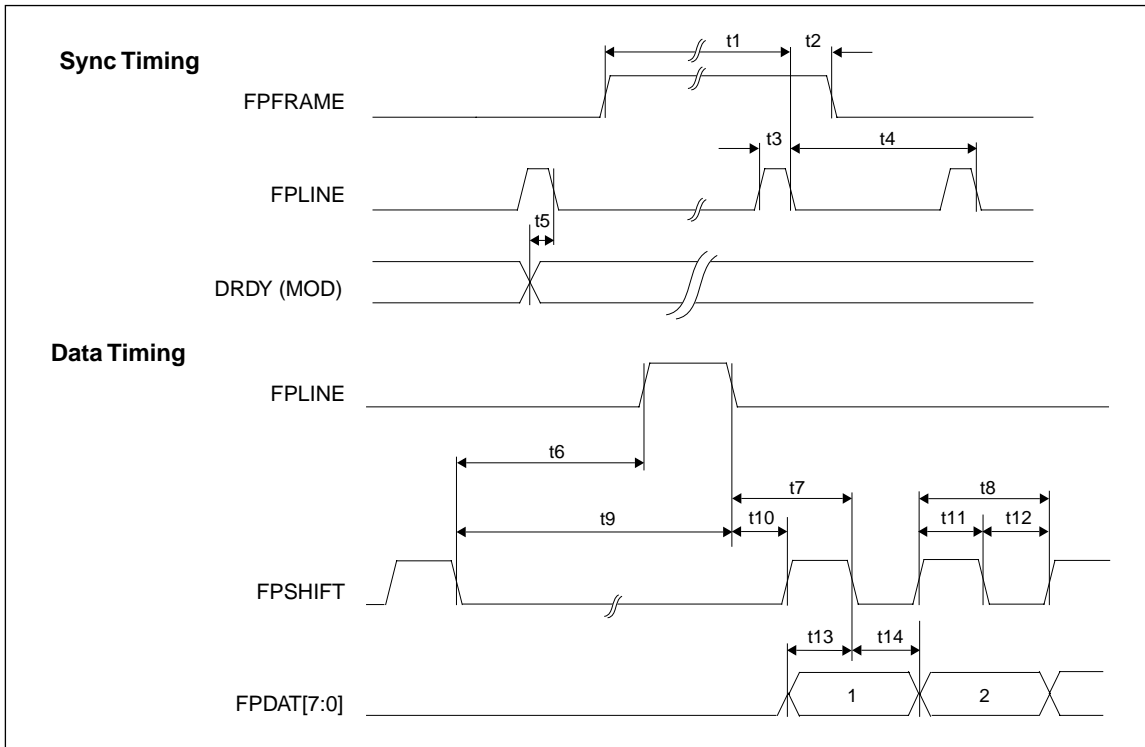 Sync Timing
t1
t2
FPFRAME
t3
t4
FPLINE
t5
DRDY (MOD)
Data Timing
FPLINE
t6
t7
t8
t9
t10
t11
t12
FPSHIFT
t13
t14
FPDAT[7:0]
1
2